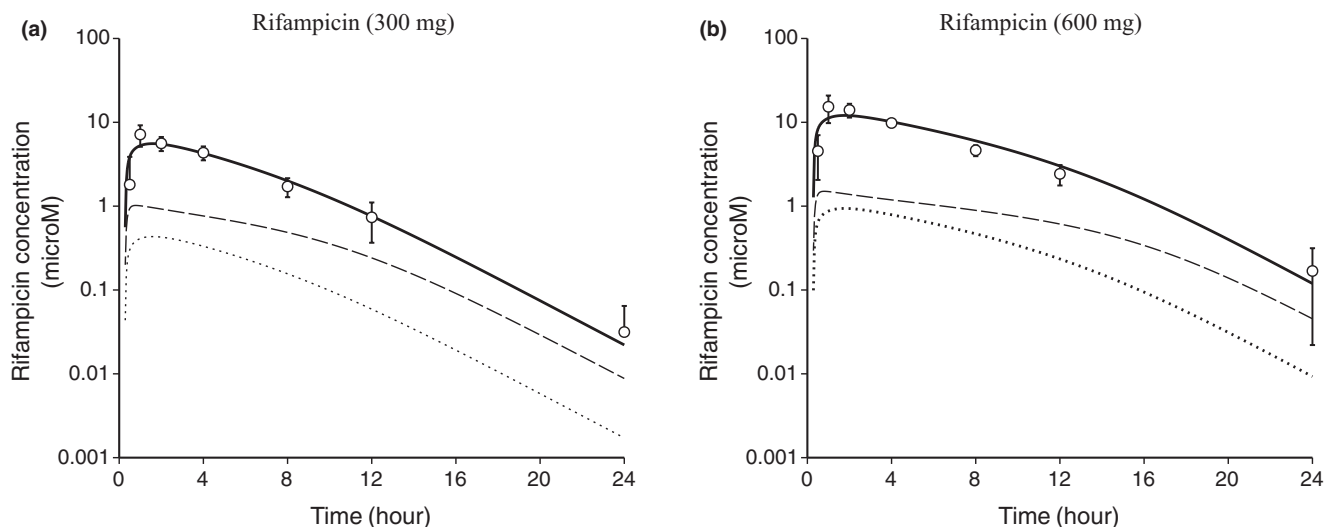 (a)
Rifampicin (300 mg)
100
10
1
0.1
0.01
0.001
Rifampicin concentration
(microM)
0
4
8
12
16
20
24
Time (hour)
(b)
Rifampicin (600 mg)
100
10
1
0.1
0.01
0.001
Rifampicin concentration
(microM)
0
4
8
12
16
20
24
Time (hour)